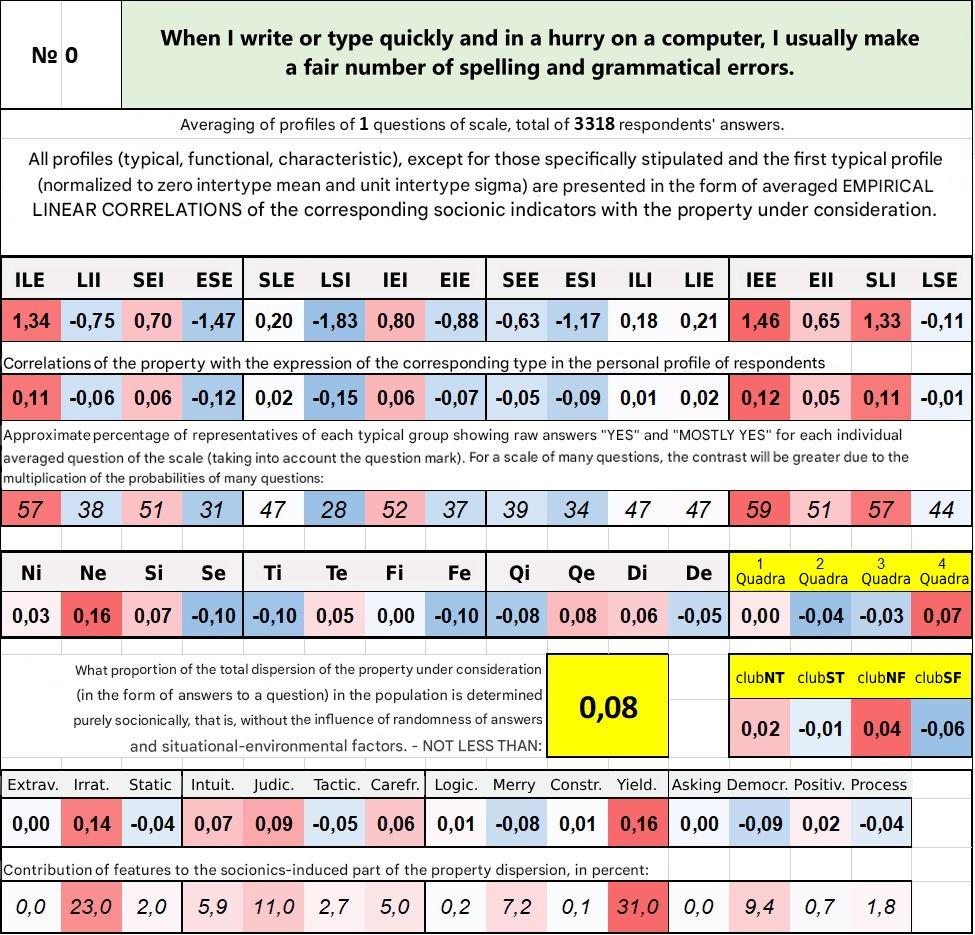 № 0
When I write or type quickly and in a hurry on a computer, I usually make
a fair number of spelling and grammatical errors.
Averaging of profiles of 1 questions of scale, total of 3318 respondents' answers.
All profiles (typical, functional, characteristic), except for those specifically stipulated and the first typical profile
(normalized to zero intertype mean and unit intertype sigma) are presented in the form of averaged EMPIRICAL
LINEAR CORRELATIONS of the corresponding socionic indicators with the property under consideration.
ILE LII SEI ESE SLE LSI IEI EIE SEE ESI ILI LIE IEE EII SLI LSE
1,34 -0,75 0,70 -1,47 0,20 -1,83 0,80 -0,88 -0,63 -1,17 0,18 0,21 1,46 0,65 1,33 -0,11
Correlations of the property with the expression of the corresponding type in the personal profile of respondents
0,11 -0,06 0,06 -0,12 0,02 -0,15 0,06 -0,07 -0,05 -0,09 0,01 0,02 0,12 0,05 0,11 -0,01
Approximate percentage of representatives of each typical group showing raw answers "YES" and "MOSTLY YES" for each individual
averaged question of the scale (taking into account the question mark). For a scale of many questions, the contrast will be greater due to the
multiplication of the probabilities of many questions:
57 38 51 31 47 28 52 37 39 34 47 47 59 51 57 44
Ni Ne Si Se Ti Te Fi Fe Qi Qe Di De 1 Quadra 2 Quadra 3 Quadra 4 Quadra
0,03 0,16 0,07 -0,10 -0,10 0,05 0,00 -0,10 -0,08 0,08 0,06 -0,05 0,00 -0,04 -0,03 0,07
What proportion of the total dispersion of the property under consideration
(in the form of answers to a question) in the population is determined
purely socionically, that is, without the influence of randomness of answers
and situational-environmental factors. - NOT LESS THAN:
0,08
clubNT clubST clubNF clubSF
0,02 -0,01 0,04 -0,06
Extrav. Irrat. Static Intuit. Judic. Tactic. Carefr. Logic. Merry Constr. Yield. Asking Democr. Positiv. Process
0,00 0,14 -0,04 0,07 0,09 -0,05 0,06 0,01 -0,08 0,01 0,16 0,00 -0,09 0,02 -0,04
Contribution of features to the socionics-induced part of the property dispersion, in percent:
0,0 23,0 2,0 5,9 11,0 2,7 5,0 0,2 7,2 0,1 31,0 0,0 9,4 0,7 1,8